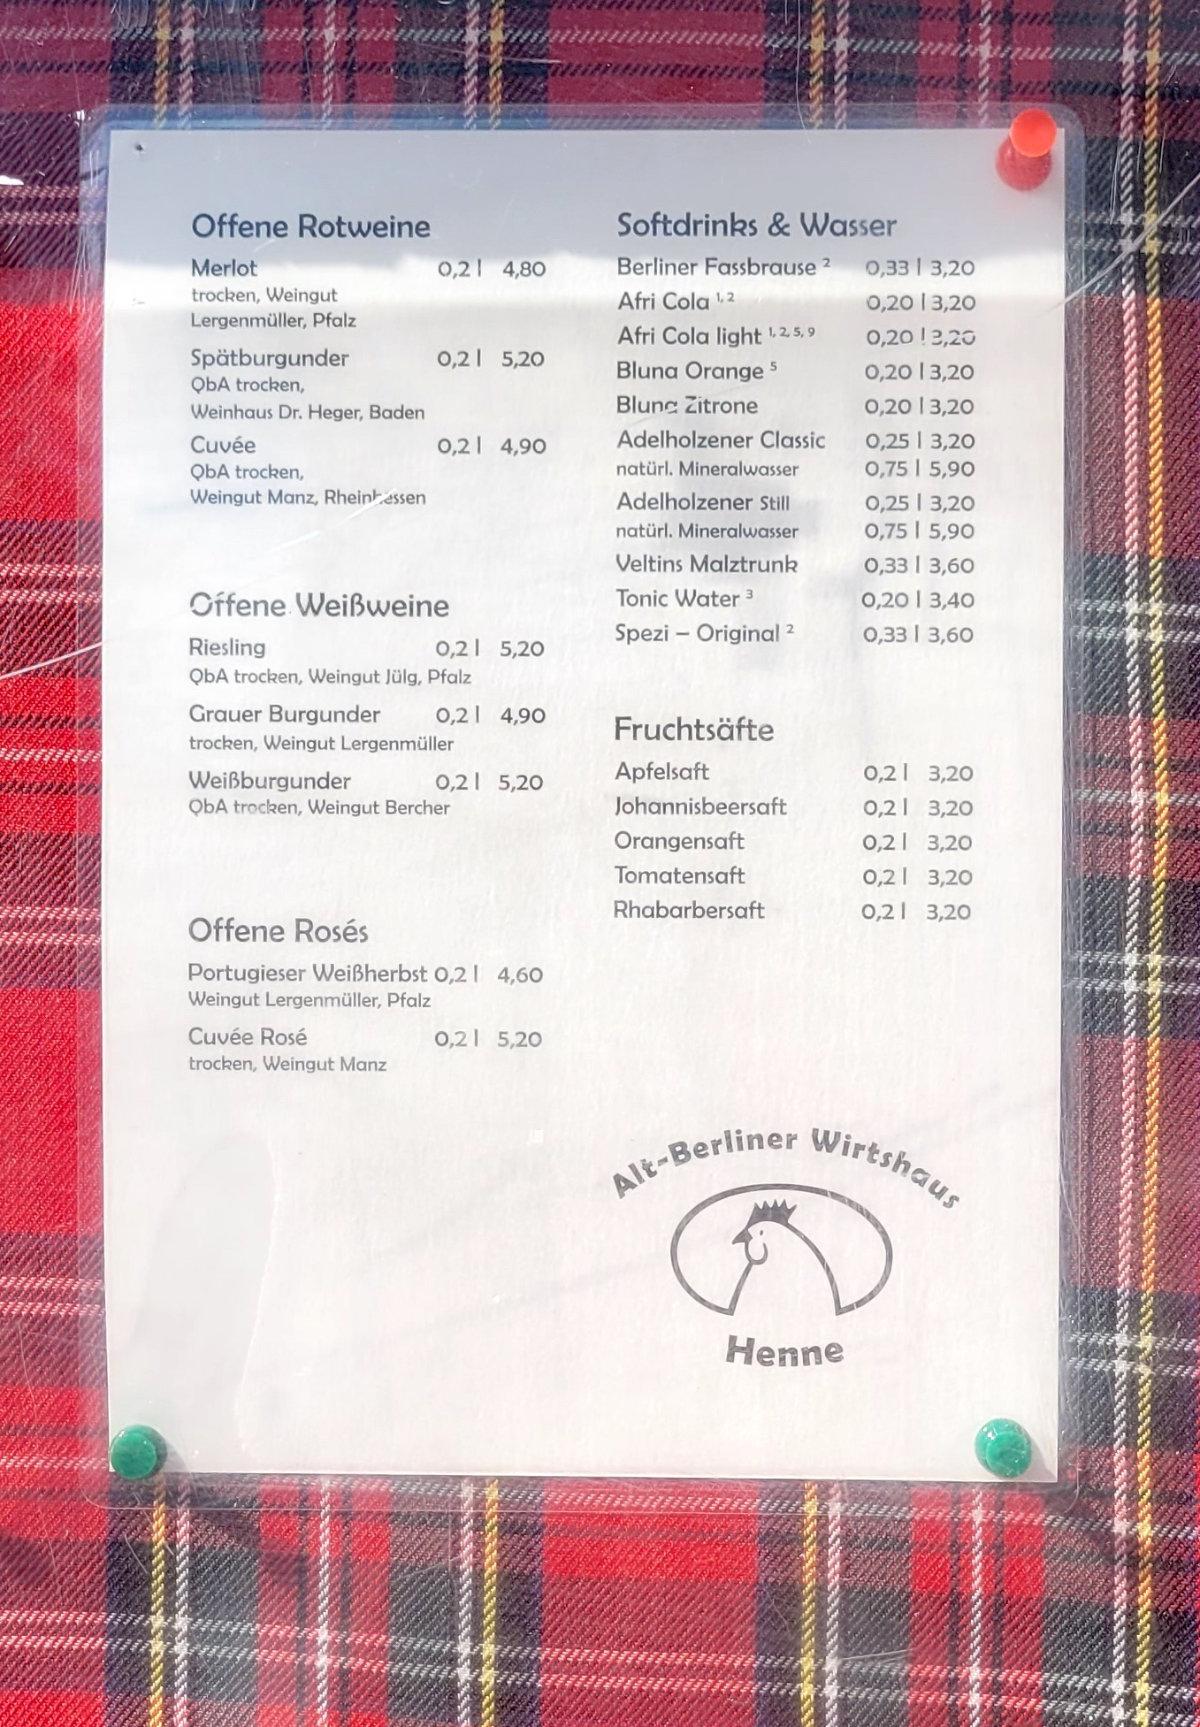 Offene Rotweine
Merlot 0,2 l 4,80
trocken, Weingut
Lergenmüller, Pfalz
Spätburgunder 0,2 l 5,20
QbA trocken,
Weinhaus Dr. Heger, Baden
Cuvée 0,2 l 4,90
QbA trocken,
Weingut Manz, Rheinhessen
Offene Weißweine
Riesling 0,2 l 5,20
QbA trocken, Weingut Jülg, Pfalz
Grauer Burgunder 0,2 l 4,90
trocken, Weingut Lergenmüller
Weißburgunder 0,2 l 5,20
QbA trocken, Weingut Bercher
Offene Rosés
Portugieser Weißherbst 0,2 l 4,60
Weingut Lergenmüller, Pfalz
Cuvée Rosé 0,2 l 5,20
trocken, Weingut Manz
Softdrinks & Wasser
Berliner Fassbrause ² 0,33 l 3,20
Afri Cola ¹,² 0,20 l 3,20
Afri Cola light ¹,²,⁵,⁹ 0,20 l 3,20
Bluna Orange ⁵ 0,20 l 3,20
Bluna Zitrone 0,20 l 3,20
Adelholzener Classic 0,25 l 3,20
natürl. Mineralwasser 0,75 l 5,90
Adelholzener Still 0,25 l 3,20
natürl. Mineralwasser 0,75 l 5,90
Veltins Malztrunk 0,33 l 3,60
Tonic Water ³ 0,20 l 3,40
Spezi – Original ² 0,33 l 3,60
Fruchtsäfte
Apfelsaft 0,2 l 3,20
Johannisbeersaft 0,2 l 3,20
Orangensaft 0,2 l 3,20
Tomatensaft 0,2 l 3,20
Rhabarbersaft 0,2 l 3,20
Alt-Berliner Wirtshaus
Henne